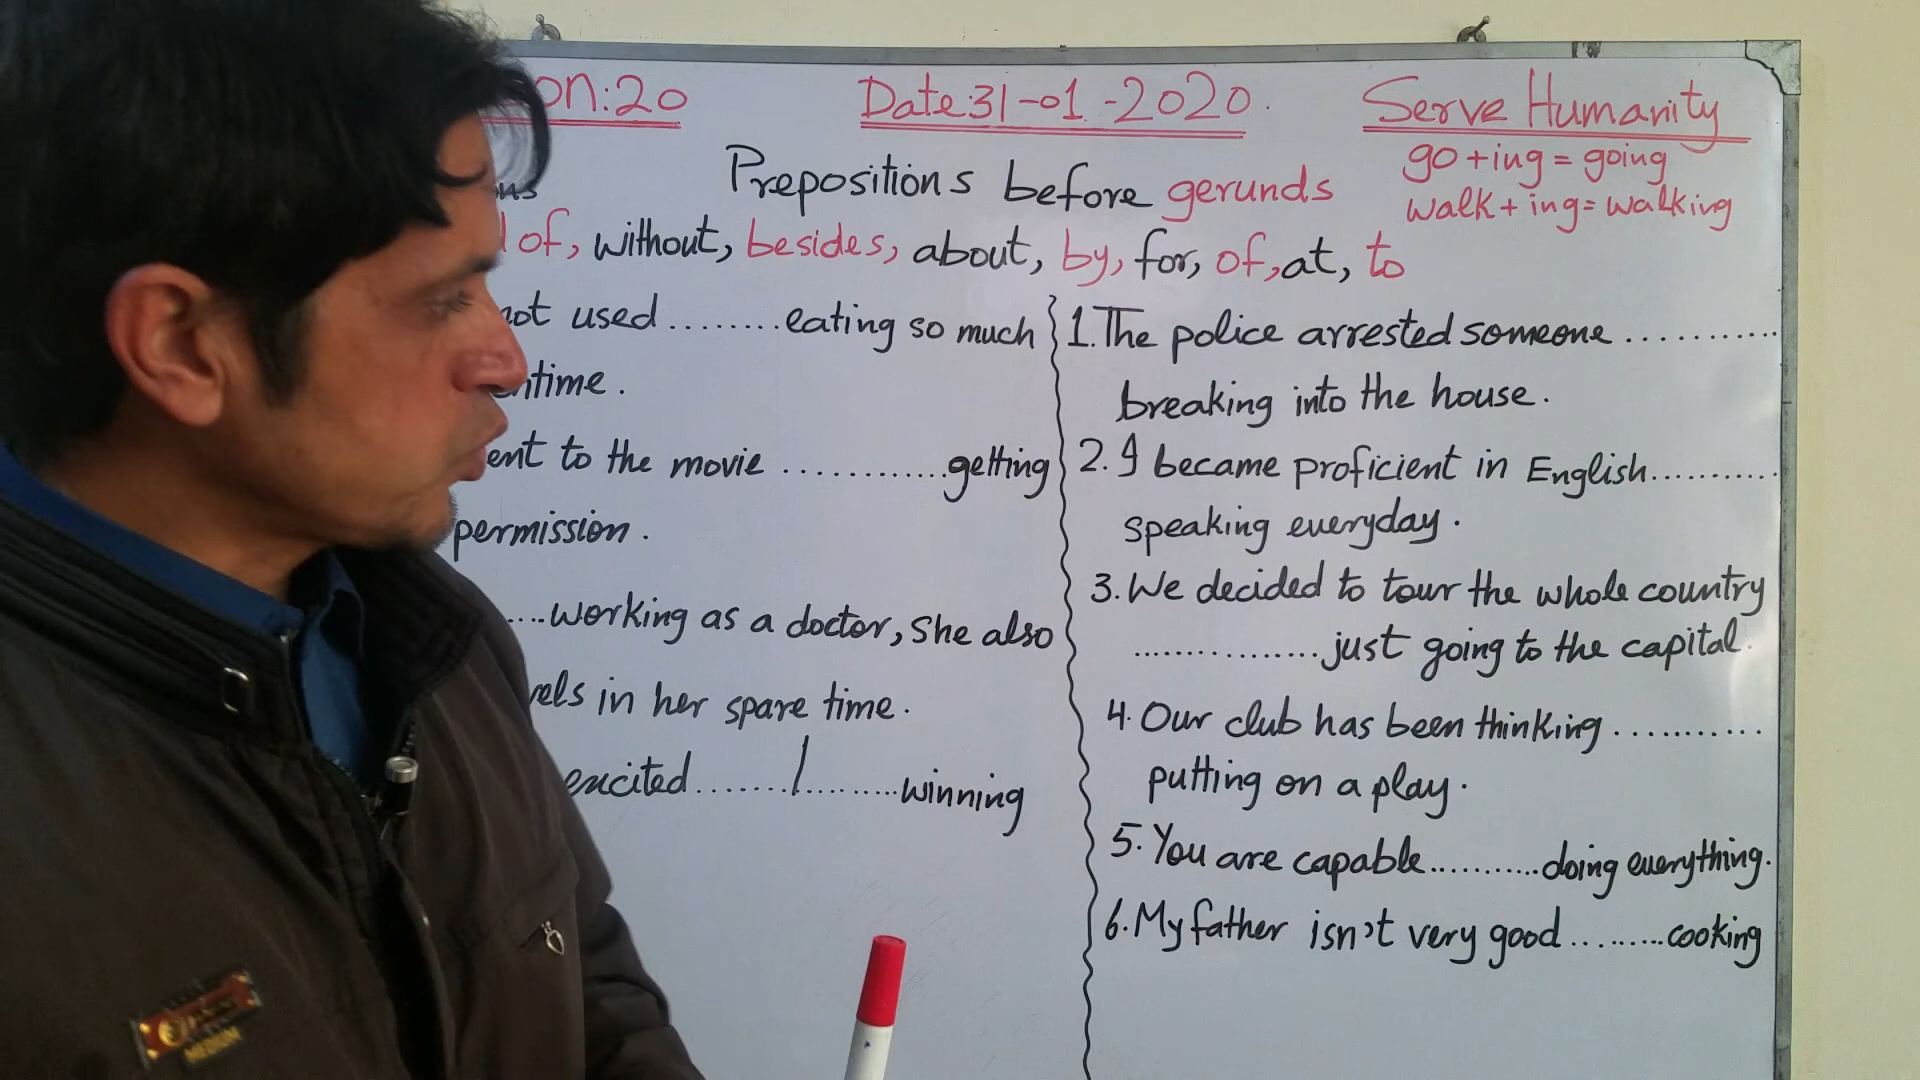 on:20 Date:31-01-2020. Serve Humanity
Prepositions before gerunds
go+ing=going
walk+ing=walking
of, without, besides, about, by, for, of, at, to
not used ........ eating so much
time.
to the movie ............ getting
permission.
.... working as a doctor, She also
in her spare time.
excited ......./........ winning
1. The police arrested someone ...........
breaking into the house.
2. I became proficient in English...........
speaking everyday.
3. We decided to tour the whole country
................ just going to the capital.
4. Our club has been thinking ...........
putting on a play.
5. You are capable........... doing everything.
6. My father isn't very good ......... cooking